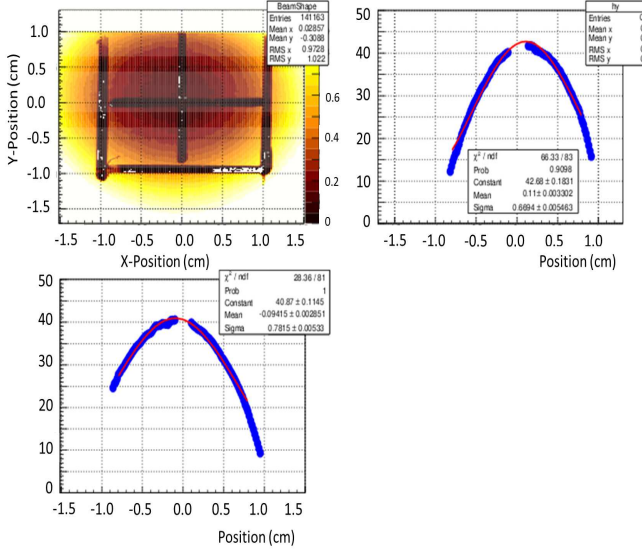 BeamShape
Entries 141163
Mean x 0.02857
Mean y -0.3088
RMS x 0.9728
RMS y 1.022
1.0
0.5
0.0
-0.5
-1.0
-1.5
Y-Position (cm)
0.6
0.4
0.2
0
-1.5 -1.0 -0.5 0.0 0.5 1.0 1.5
X-Position (cm)
hy
Entries
Mean
RMS
50
40
30
20
10
0
χ² / ndf 66.33 / 83
Prob 0.9098
Constant 42.68 ± 0.1831
Mean 0.11 ± 0.003302
Sigma 0.6694 ± 0.005463
-1.5 -1.0 -0.5 0.0 0.5 1.0
Position (cm)
χ² / ndf 28.36 / 81
Prob 1
Constant 40.87 ± 0.1145
Mean -0.09415 ± 0.002851
Sigma 0.7815 ± 0.00533
50
40
30
20
10
0
-1.5 -1.0 -0.5 0.0 0.5 1.0 1.5
Position (cm)